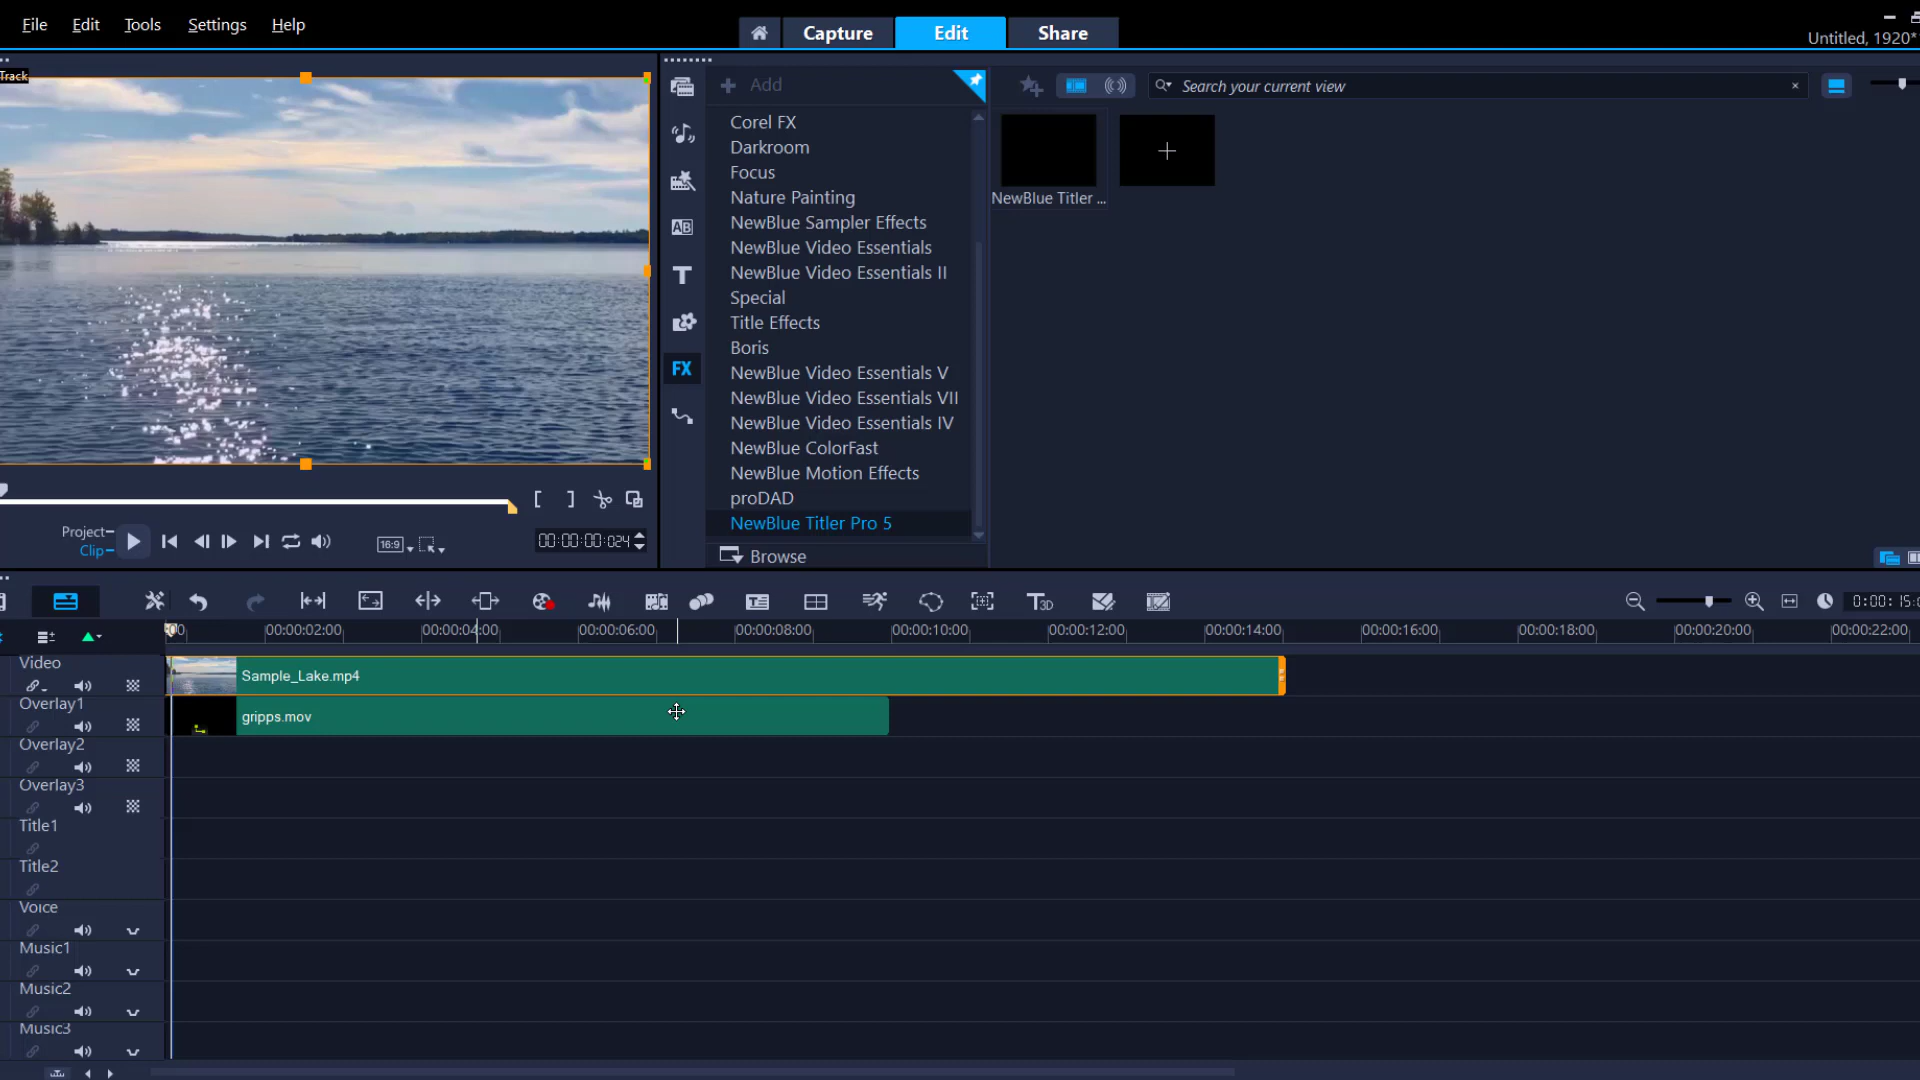 File Edit Tools Settings Help
Capture Edit Share
Untitled, 1920*
Track
Add
Search your current view
Corel FX
Darkroom
Focus
Nature Painting
NewBlue Sampler Effects
NewBlue Video Essentials
NewBlue Video Essentials II
Special
Title Effects
Boris
NewBlue Video Essentials V
NewBlue Video Essentials VII
NewBlue Video Essentials IV
NewBlue ColorFast
NewBlue Motion Effects
proDAD
NewBlue Titler Pro 5
Browse
NewBlue Titler ...
AB
T
FX
Project
Clip
16:9
00:00:00:024
T3D
0:00:15:0
00:00:02:00 00:00:04:00 00:00:06:00 00:00:08:00 00:00:10:00 00:00:12:00 00:00:14:00 00:00:16:00 00:00:18:00 00:00:20:00 00:00:22:00
Video
Sample_Lake.mp4
Overlay1
gripps.mov
Overlay2
Overlay3
Title1
Title2
Voice
Music1
Music2
Music3